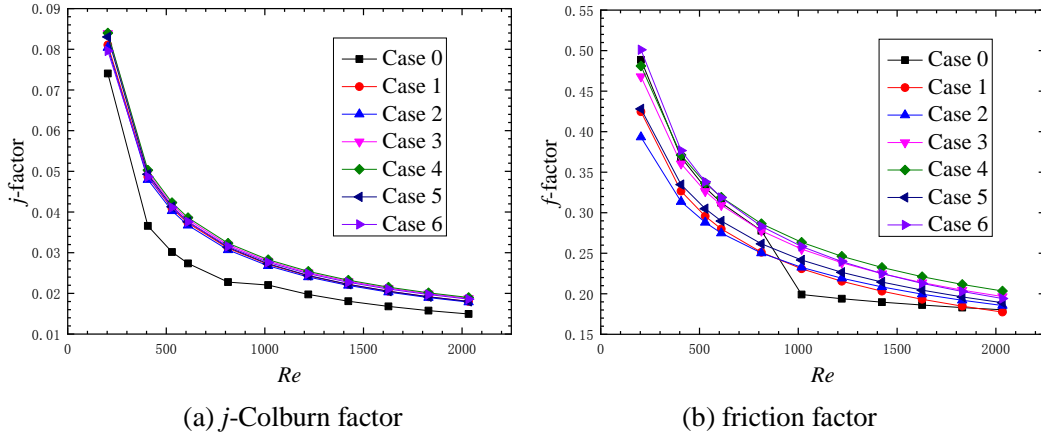 0.09
0.08
0.07
0.06
0.05
0.04
0.03
0.02
0.01
j-factor
Case 0
Case 1
Case 2
Case 3
Case 4
Case 5
Case 6
0
500
1000
1500
2000
Re
(a) j-Colburn factor
0.55
0.50
0.45
0.40
0.35
0.30
0.25
0.20
0.15
f-factor
Case 0
Case 1
Case 2
Case 3
Case 4
Case 5
Case 6
0
500
1000
1500
2000
Re
(b) friction factor